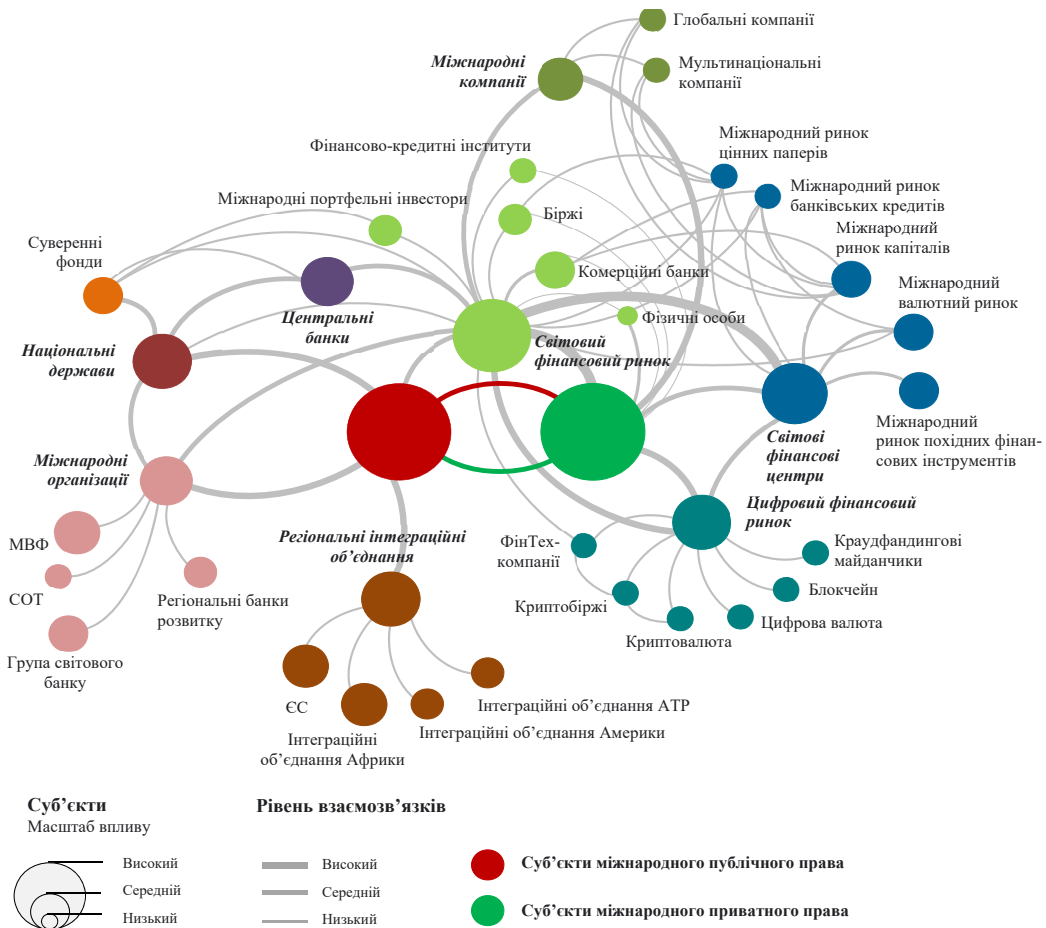 Глобальні компанії
Міжнародні
компанії
Мультинаціональні
компанії
Фінансово-кредитні інститути
Міжнародний ринок
цінних паперів
Міжнародні портфельні інвестори
Біржі
Міжнародний ринок
банківських кредитів
Суверенні
фонди
Міжнародний
ринок капіталів
Комерційні банки
Міжнародний
валютний ринок
Центральні
банки
Фізичні особи
Національні
держави
Світовий
фінансовий ринок
Міжнародний
ринок похідних фінан-
сових інструментів
Світові
фінансові
центри
Міжнародні
організації
Цифровий фінансовий
ринок
Регіональні інтеграційні
об’єднання
ФінТех-
компанії
Краудфандингові
майданчики
МВФ
СОТ
Регіональні банки
розвитку
Блокчейн
Криптобіржі
Цифрова валюта
Криптовалюта
Група світового
банку
ЄС
Інтеграційні об’єднання АТР
Інтеграційні об’єднання Америки
Інтеграційні
об’єднання Африки
Суб’єкти
Масштаб впливу
Високий
Середній
Низький
Рівень взаємозв’язків
Високий
Середній
Низький
Суб’єкти міжнародного публічного права
Суб’єкти міжнародного приватного права